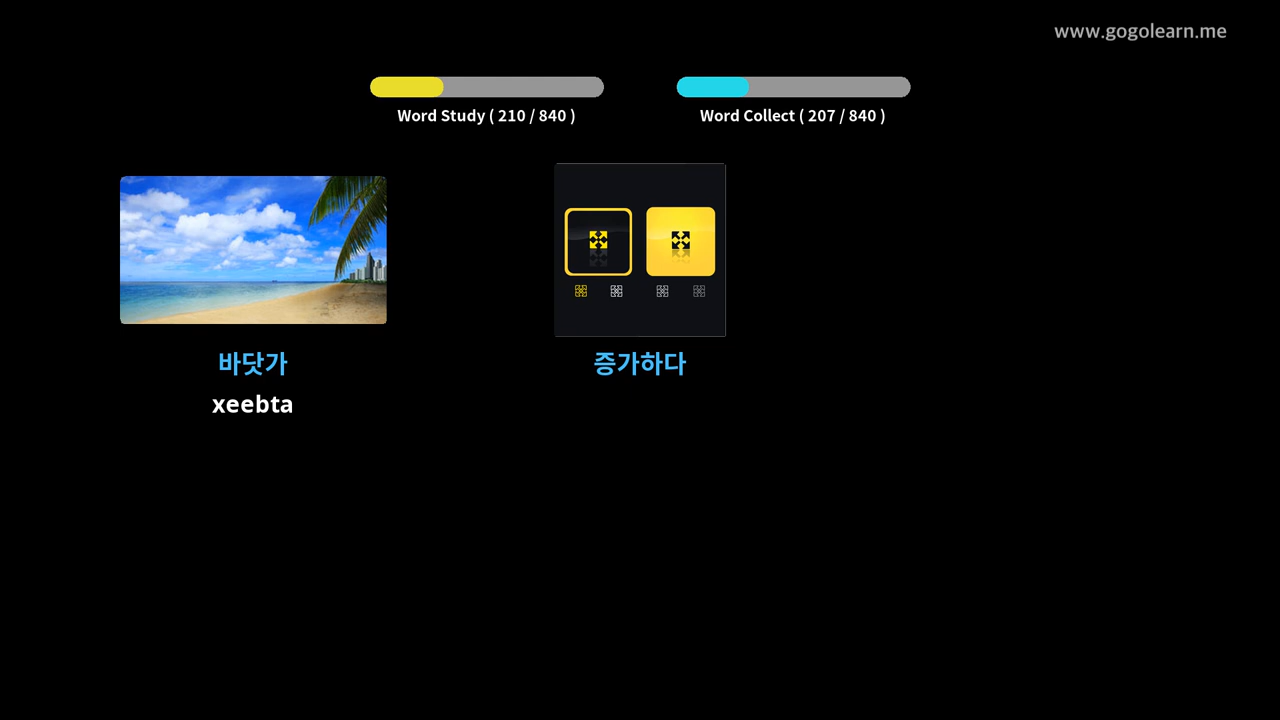 www.gogolearn.me
Word Study ( 210 / 840 )
Word Collect ( 207 / 840 )
바닷가
xeebta
증가하다